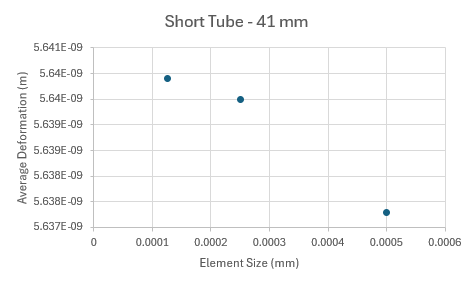 Short Tube - 41 mm
5.641E-09
5.64E-09
5.64E-09
5.639E-09
5.639E-09
5.638E-09
5.638E-09
5.637E-09
Average Deformation (m)
0 0.0001 0.0002 0.0003 0.0004 0.0005 0.0006
Element Size (mm)